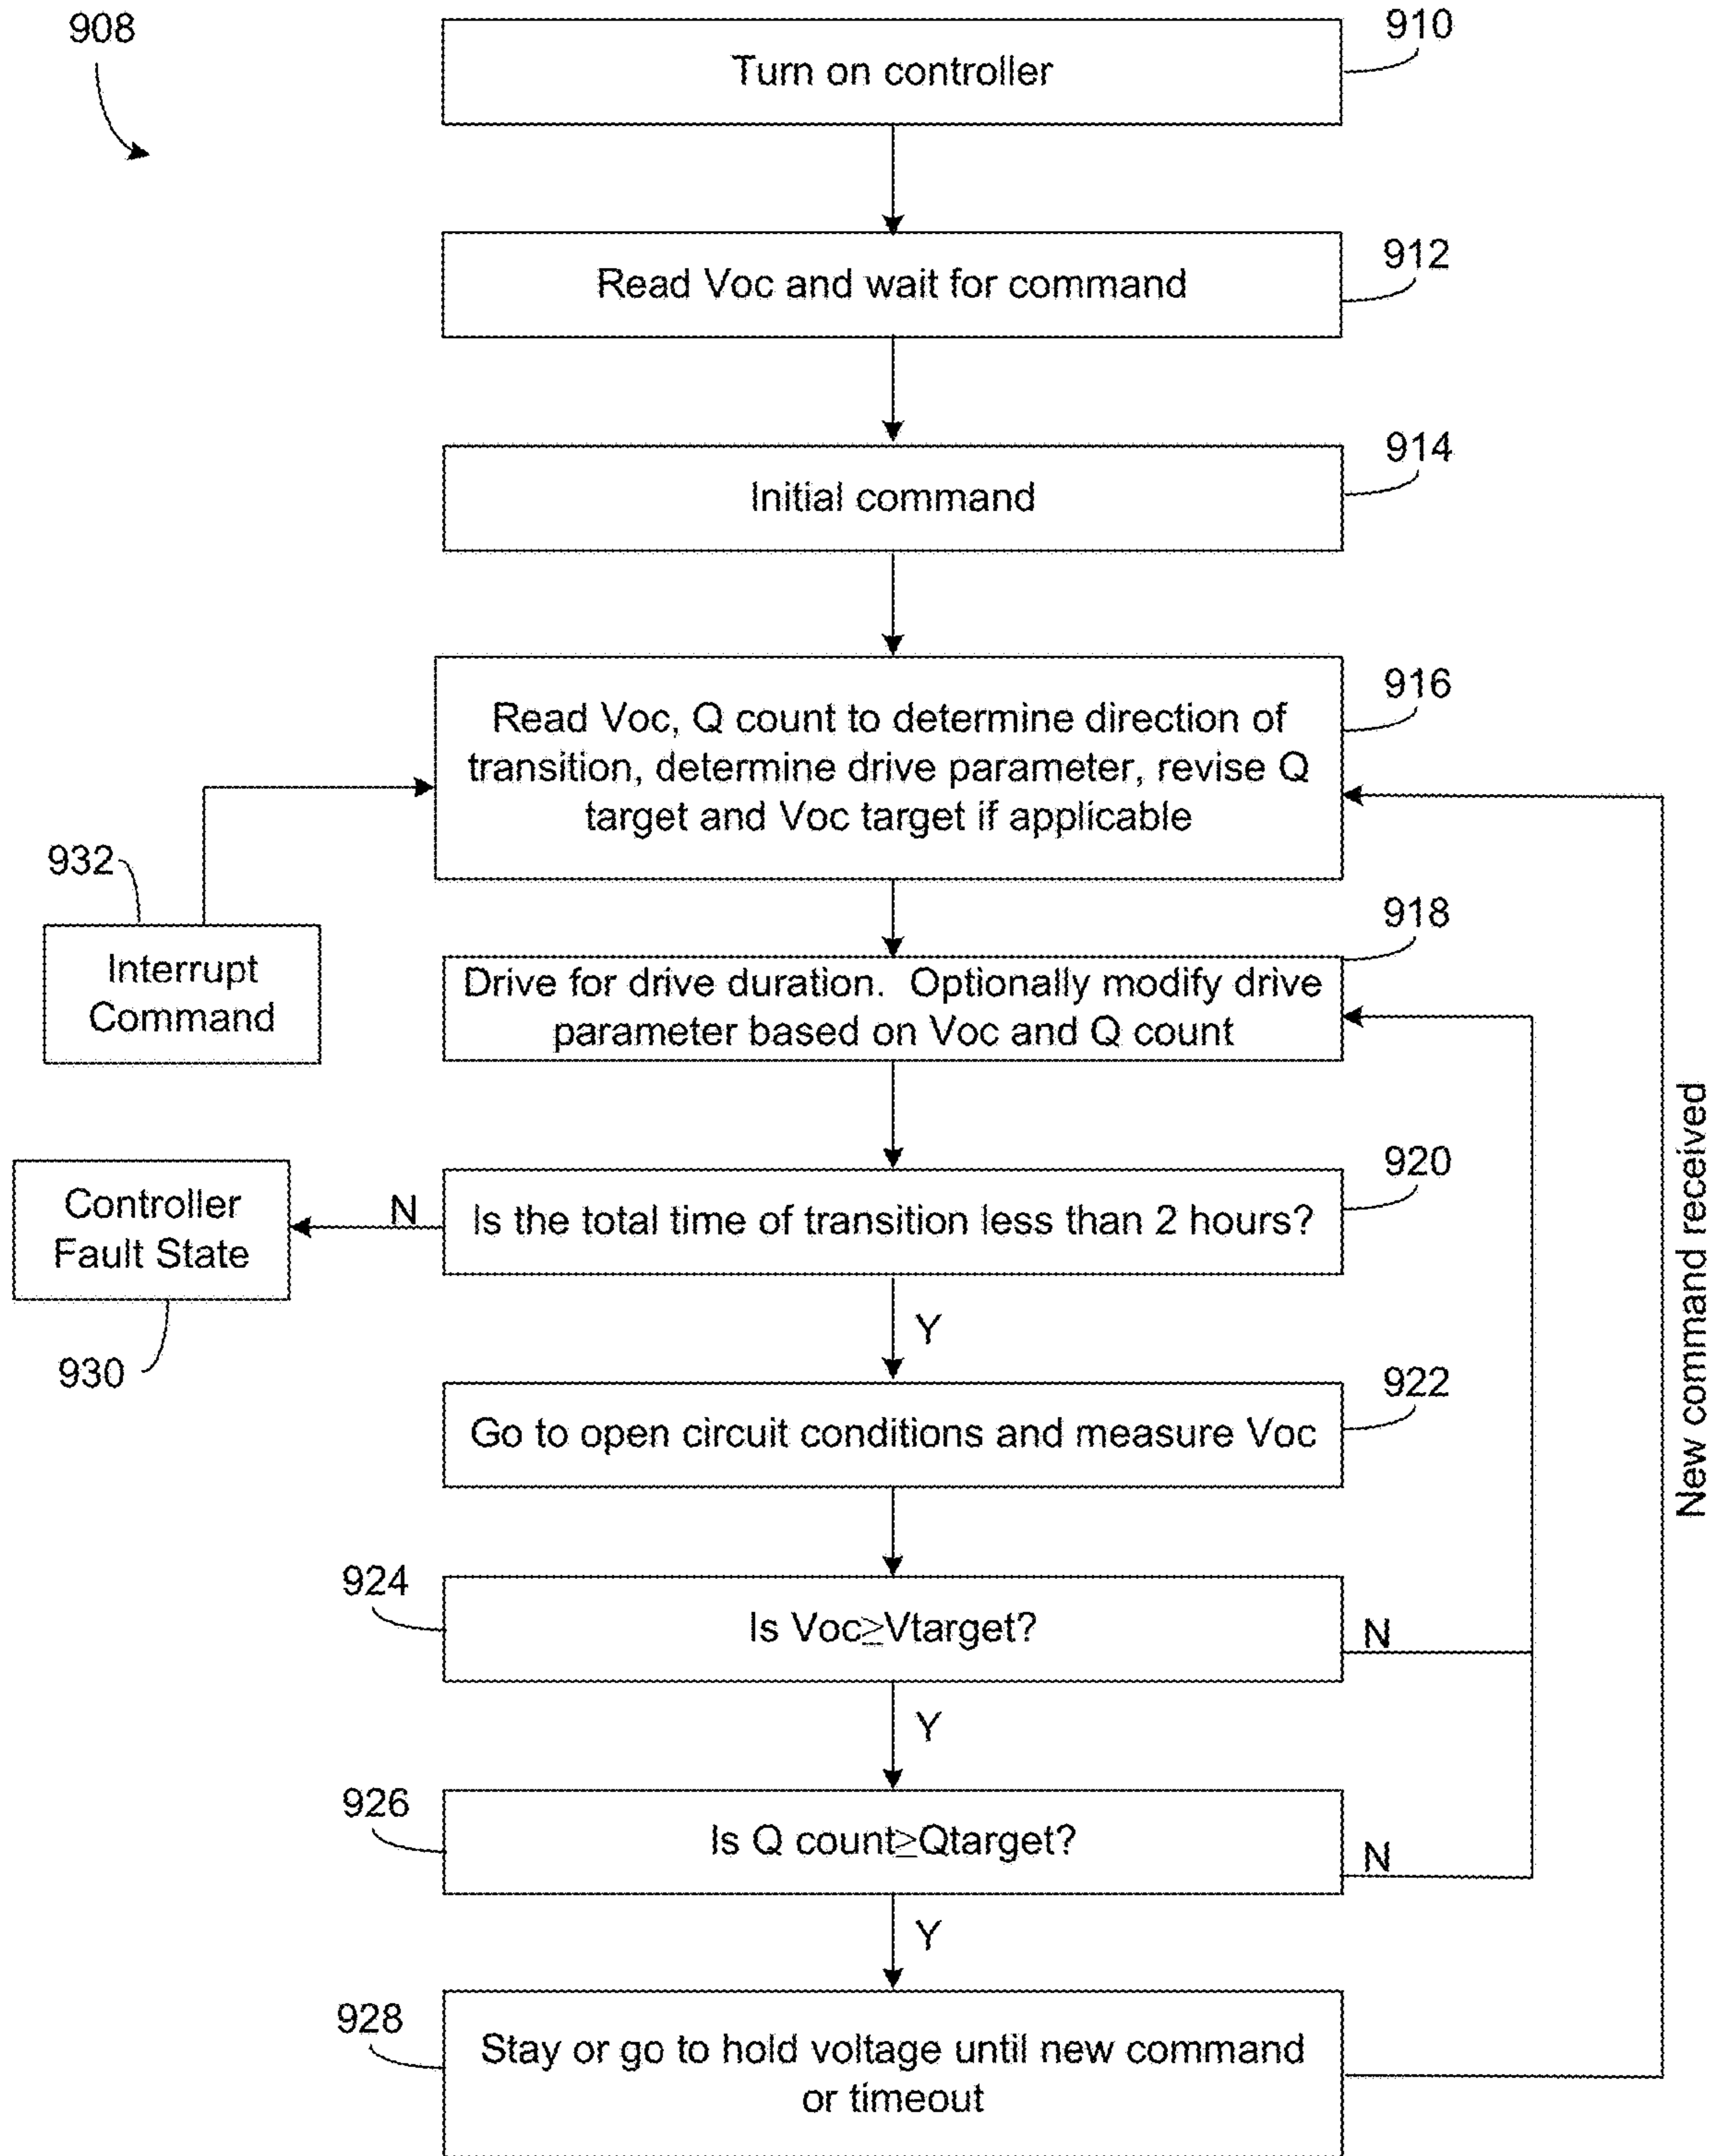 908
910
Turn on controller
912
Read Voc and wait for command
914
Initial command
916
Read Voc, Q count to determine direction of
transition, determine drive parameter, revise Q
target and Voc target if applicable
932
Interrupt
Command
918
Drive for drive duration. Optionally modify drive
parameter based on Voc and Q count
New command received
920
Is the total time of transition less than 2 hours?
N
Controller
Fault State
930
Y
922
Go to open circuit conditions and measure Voc
924
Is Voc≥Vtarget?
N
Y
926
Is Q count≥Qtarget?
N
Y
928
Stay or go to hold voltage until new command
or timeout